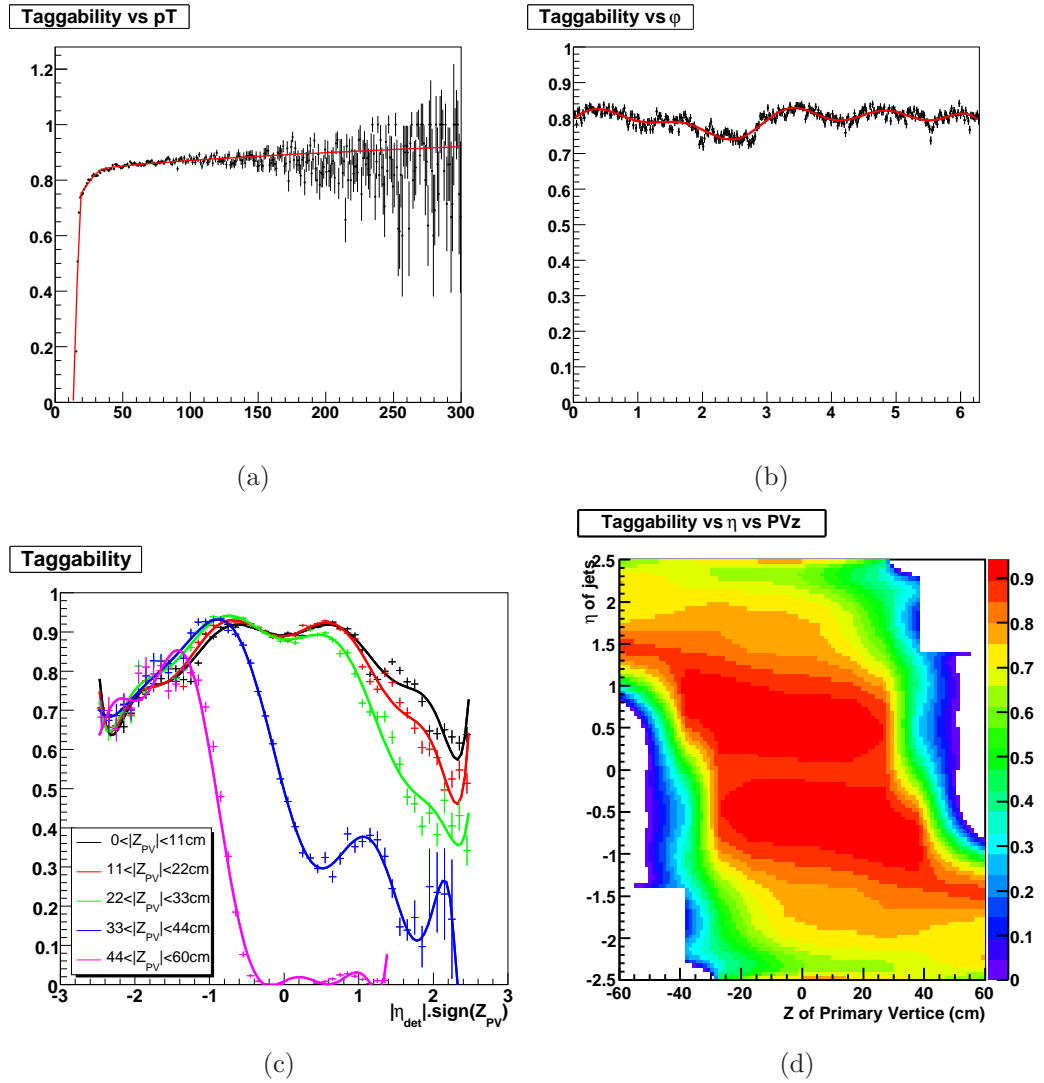 Taggability vs pT
1.2
1
0.8
0.6
0.4
0.2
0
0 50 100 150 200 250 300
(a)
Taggability vs φ
1
0.9
0.8
0.7
0.6
0.5
0.4
0.3
0.2
0.1
0
0 1 2 3 4 5 6
(b)
Taggability
1
0.9
0.8
0.7
0.6
0.5
0.4
0.3
0.2
0.1
0
0<|Z_PV|<11cm
11<|Z_PV|<22cm
22<|Z_PV|<33cm
33<|Z_PV|<44cm
44<|Z_PV|<60cm
-3 -2 -1 0 1 2 3
|η_det|.sign(Z_PV)
(c)
Taggability vs η vs PVz
η of jets
2.5
2
1.5
1
0.5
0
-0.5
-1
-1.5
-2
-2.5
-60 -40 -20 0 20 40 60
Z of Primary Vertice (cm)
0.9
0.8
0.7
0.6
0.5
0.4
0.3
0.2
0.1
0
(d)